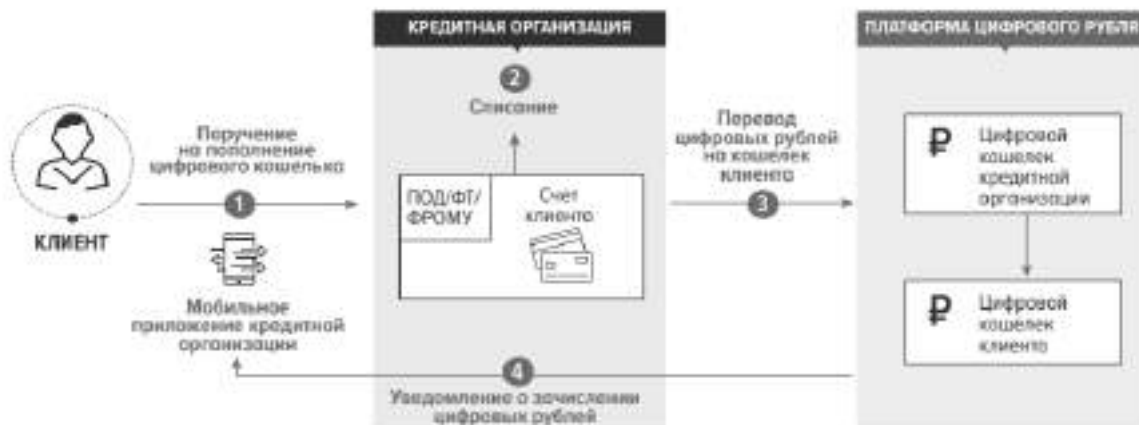 КРЕДИТНАЯ ОРГАНИЗАЦИЯ
ПЛАТФОРМА ЦИФРОВОГО РУБЛЯ
2
Списание
Поручение
на пополнение
цифрового кошелька
1
КЛИЕНТ
Мобильное
приложение кредитной
организации
ПОД/ФТ/
ФРОМУ
Счет
клиента
Перевод
цифровых рублей
на кошелек
клиента
3
₽
Цифровой
кошелек
кредитной
организации
₽
Цифровой
кошелек
клиента
4
Уведомление о зачислении
цифровых рублей